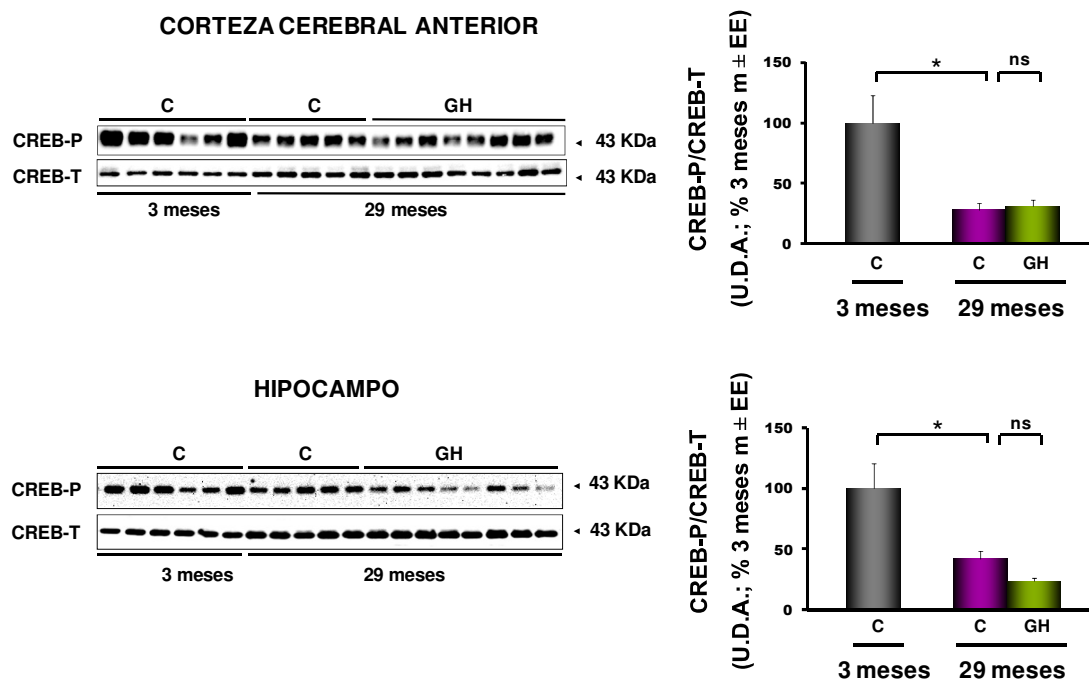 CORTEZA CEREBRAL ANTERIOR
C C GH
CREB-P 43 KDa
CREB-T 43 KDa
3 meses 29 meses
CREB-P/CREB-T
(U.D.A.; % 3 meses m ± EE)
150
100
50
0
* ns
C C GH
3 meses 29 meses
HIPOCAMPO
C C GH
CREB-P 43 KDa
CREB-T 43 KDa
3 meses 29 meses
CREB-P/CREB-T
(U.D.A.; % 3 meses m ± EE)
150
100
50
0
* ns
C C GH
3 meses 29 meses